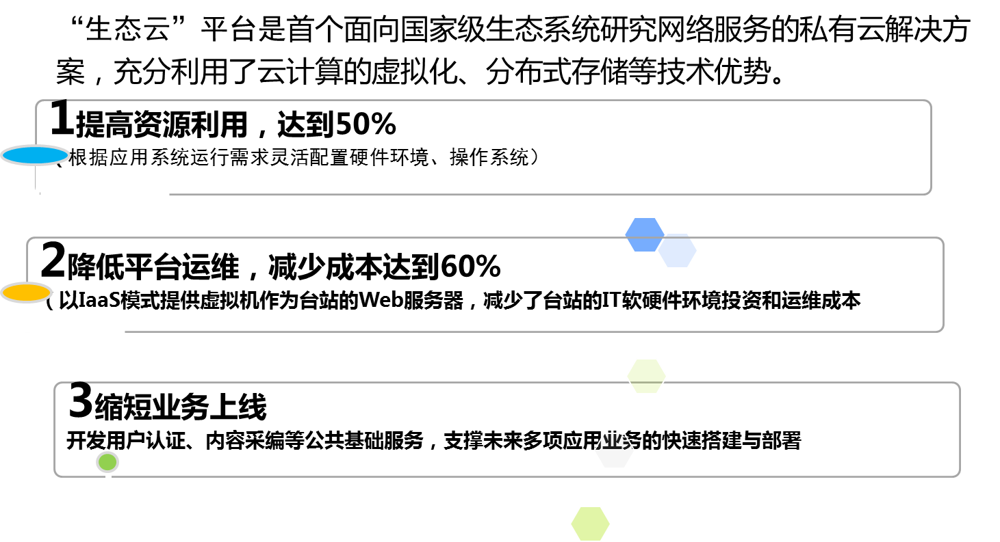 “生态云”平台是首个面向国家级生态系统研究网络服务的私有云解决方
案，充分利用了云计算的虚拟化、分布式存储等技术优势。
1提高资源利用，达到50%
（根据应用系统运行需求灵活配置硬件环境、操作系统）
2降低平台运维，减少成本达到60%
（以IaaS模式提供虚拟机作为台站的Web服务器，减少了台站的IT软硬件环境投资和运维成本
3缩短业务上线
开发用户认证、内容采编等公共基础服务，支撑未来多项应用业务的快速搭建与部署